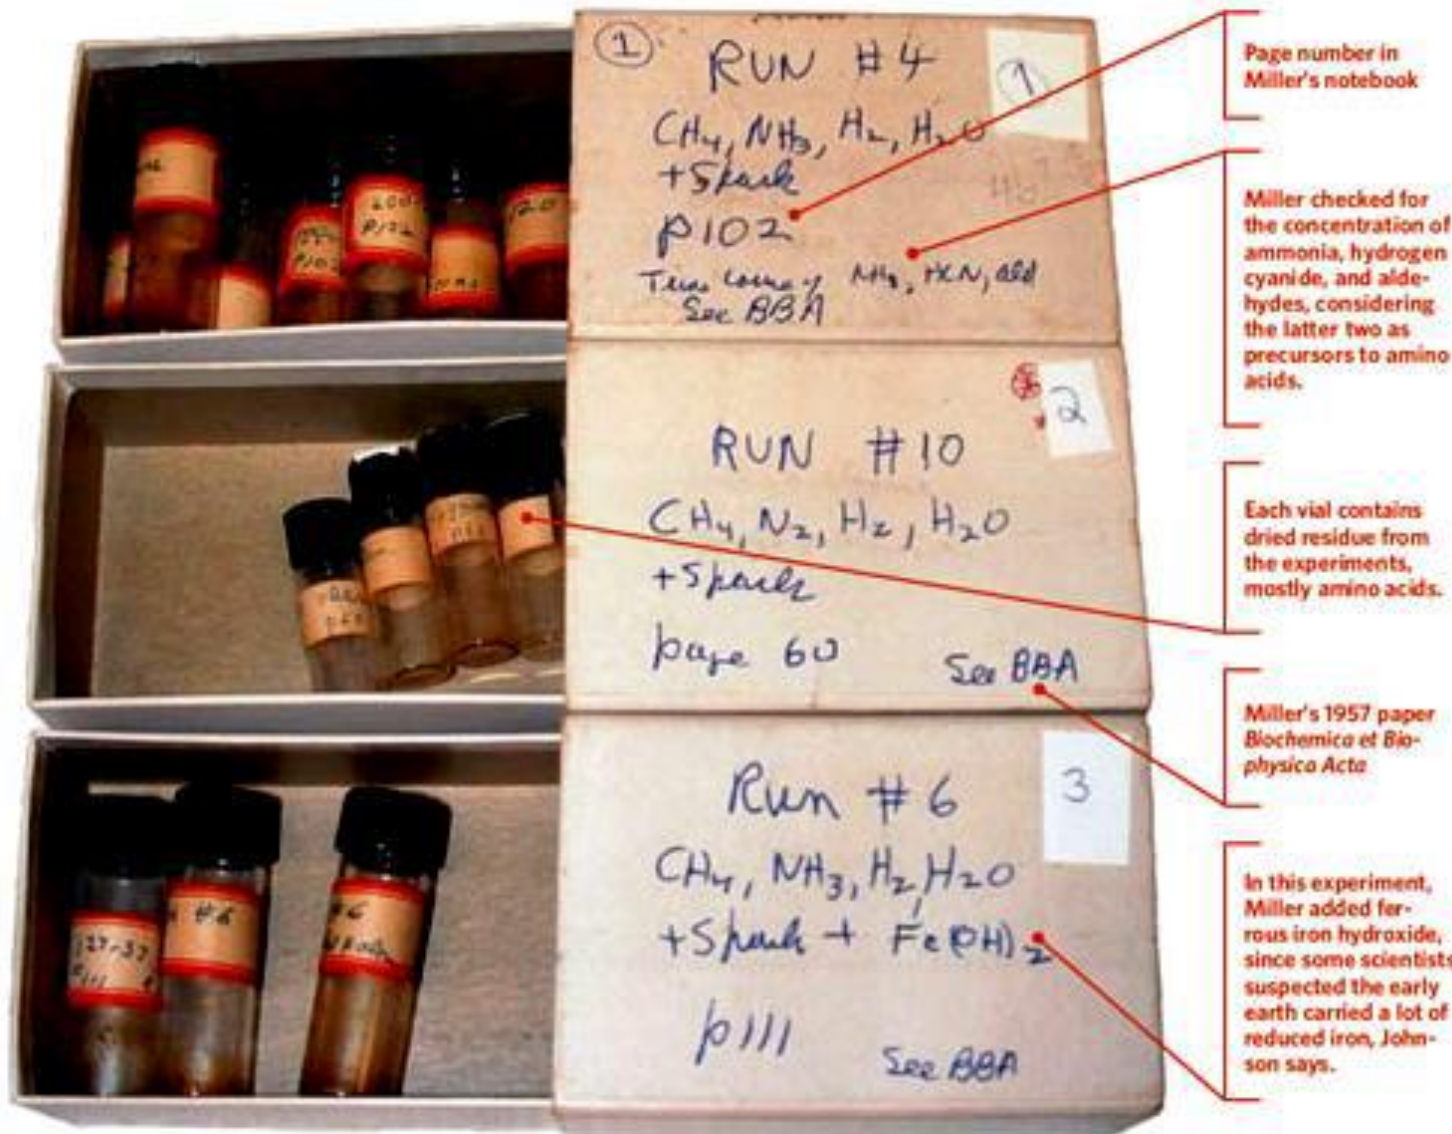 1
RUN #4
1
CH4, NH3, H2, H2O
+Spark
p102
NH3, HCN, ald
See BBA
P102
P102
2
RUN #10
CH4, N2, H2, H2O
+Spark
page 60
See BBA
3
Run #6
CH4, NH3, H2, H2O
+Spark + Fe(OH)2
p111
See BBA
#6
#6
Page number in
Miller's notebook
Miller checked for
the concentration of
ammonia, hydrogen
cyanide, and alde-
hydes, considering
the latter two as
precursors to amino
acids.
Each vial contains
dried residue from
the experiments,
mostly amino acids.
Miller's 1957 paper
Biochemica et Bio-
physica Acta
In this experiment,
Miller added fer-
rous iron hydroxide,
since some scientists
suspected the early
earth carried a lot of
reduced iron, John-
son says.